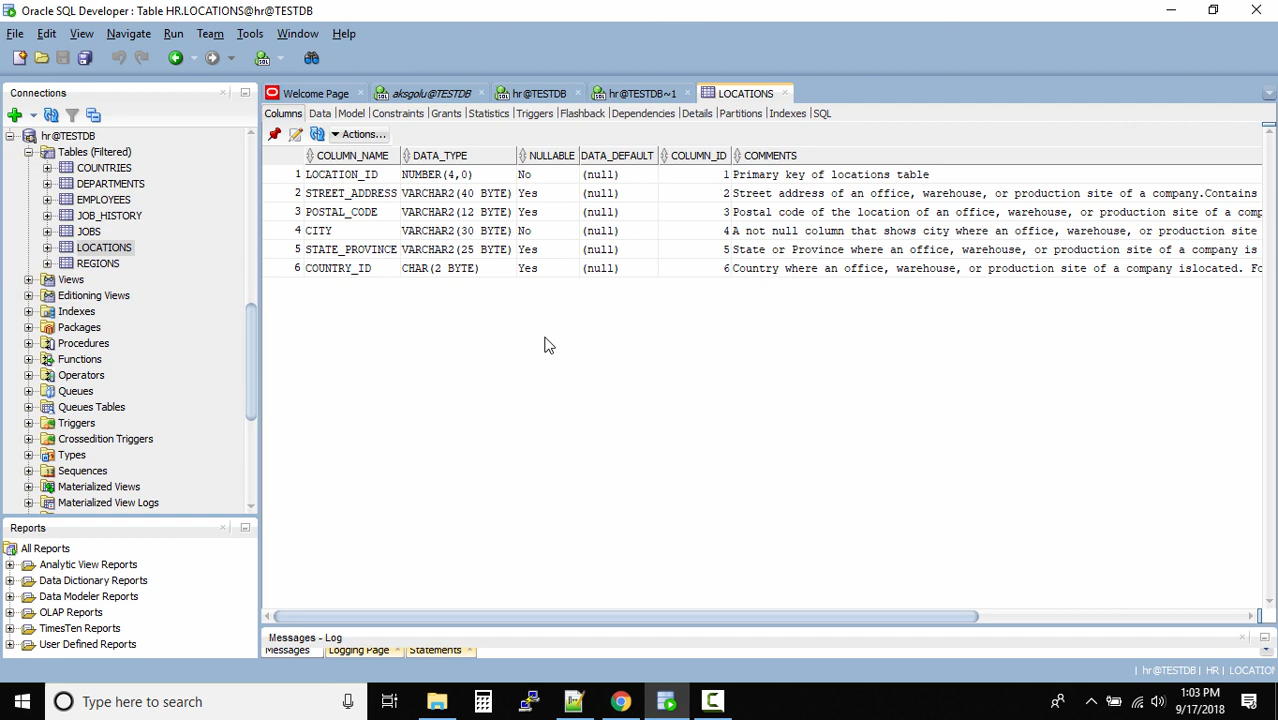 Oracle SQL Developer: Table HR.LOCATIONS@hr@TESTDB
File Edit View Navigate Run Team Tools Window Help
Connections
hr@TESTDB
Tables (Filtered)
COUNTRIES
DEPARTMENTS
EMPLOYEES
JOB_HISTORY
JOBS
LOCATIONS
REGIONS
Views
Editioning Views
Indexes
Packages
Procedures
Functions
Operators
Queues
Queues Tables
Triggers
Crossedition Triggers
Types
Sequences
Materialized Views
Materialized View Logs
Reports
All Reports
Analytic View Reports
Data Dictionary Reports
Data Modeler Reports
OLAP Reports
TimesTen Reports
User Defined Reports
Welcome Page aksgolu@TESTDB hr@TESTDB hr@TESTDB~1 LOCATIONS
Columns Data Model Constraints Grants Statistics Triggers Flashback Dependencies Details Partitions Indexes SQL
Actions...
COLUMN_NAME DATA_TYPE NULLABLE DATA_DEFAULT COLUMN_ID COMMENTS
1 LOCATION_ID NUMBER(4,0) No (null) 1 Primary key of locations table
2 STREET_ADDRESS VARCHAR2(40 BYTE) Yes (null) 2 Street address of an office, warehouse, or production site of a company.Contains
3 POSTAL_CODE VARCHAR2(12 BYTE) Yes (null) 3 Postal code of the location of an office, warehouse, or production site of a comp
4 CITY VARCHAR2(30 BYTE) No (null) 4 A not null column that shows city where an office, warehouse, or production site
5 STATE_PROVINCE VARCHAR2(25 BYTE) Yes (null) 5 State or Province where an office, warehouse, or production site of a company is
6 COUNTRY_ID CHAR(2 BYTE) Yes (null) 6 Country where an office, warehouse, or production site of a company islocated. Fo
Messages - Log
Messages Logging Page Statements
hr@TESTDB HR LOCATION
Type here to search
1:03 PM
9/17/2018